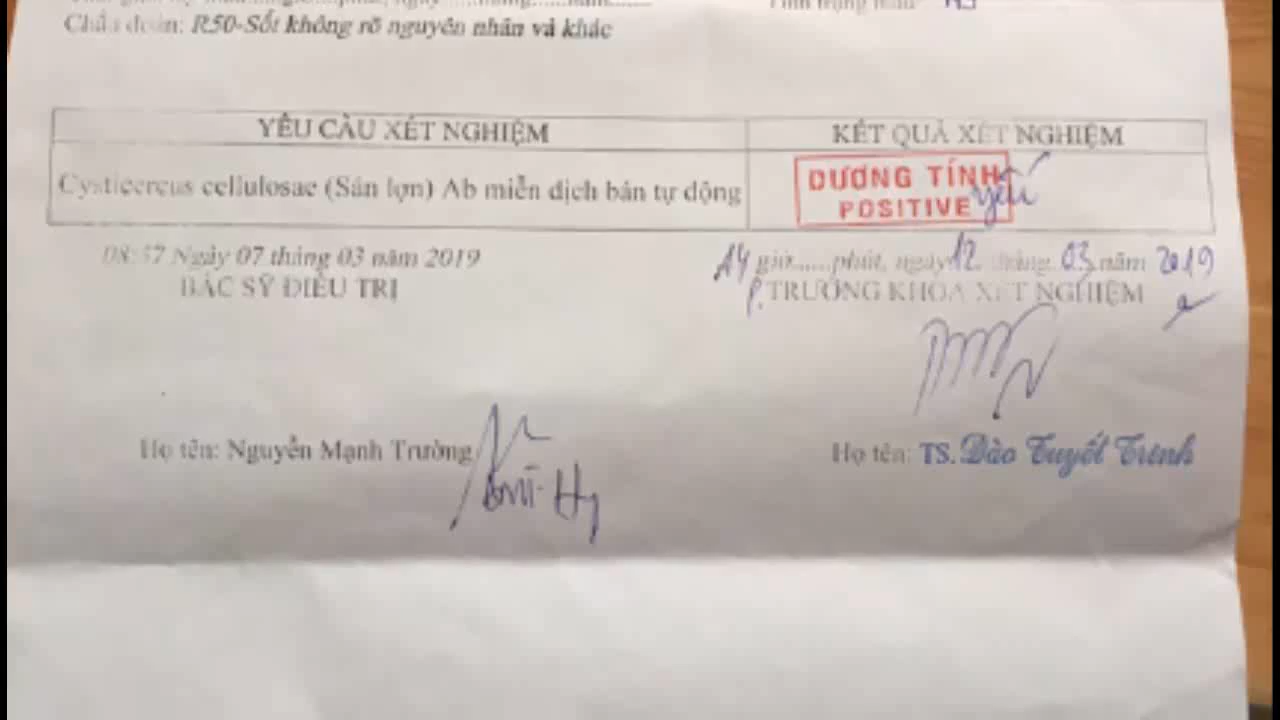 Chẩn đoán: R50-Sốt không rõ nguyên nhân và khác
YÊU CẦU XÉT NGHIỆM
KẾT QUẢ XÉT NGHIỆM
Cysticercus cellulosae (Sán lợn) Ab miễn dịch bán tự động
DƯƠNG TÍNH
POSITIVE
yếu
08:57 Ngày 07 tháng 03 năm 2019
14 giờ......phút, ngày 12 tháng 03 năm 2019
BÁC SỸ ĐIỀU TRỊ
P. TRƯỞNG KHOA XÉT NGHIỆM
Họ tên: Nguyễn Mạnh Trường
Họ tên: TS. Đào Tuyết Trinh